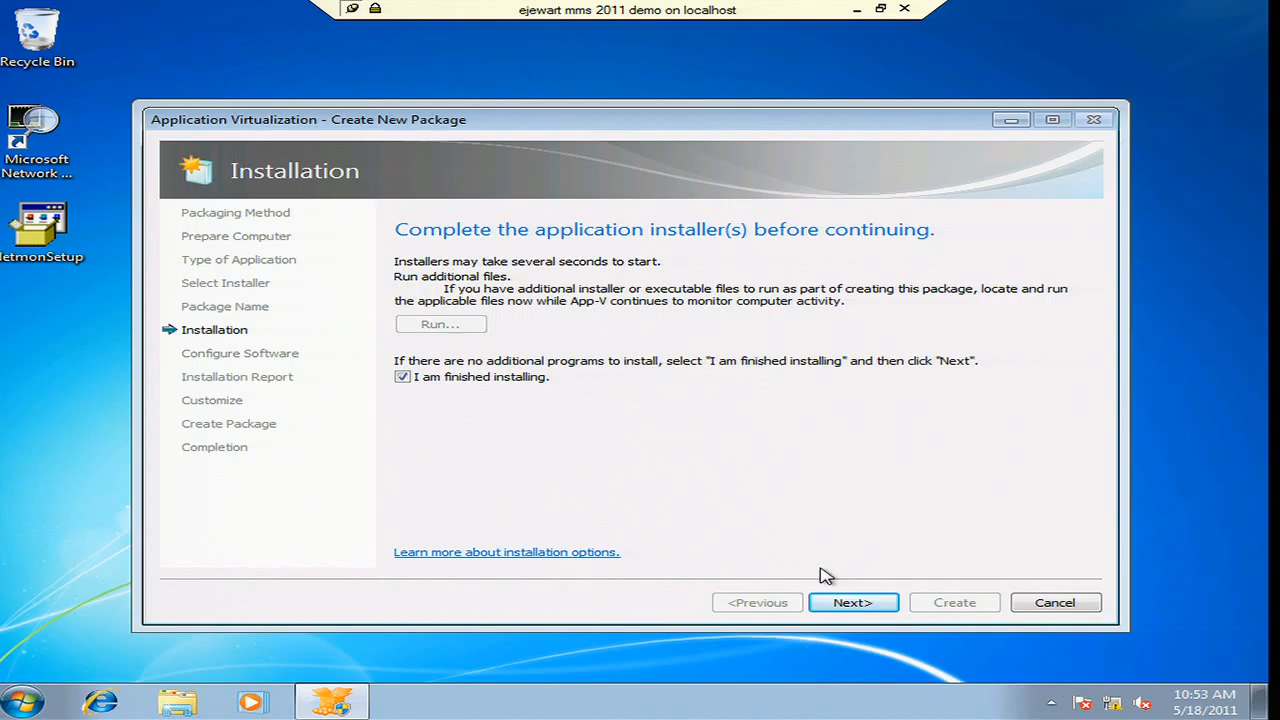 ejewart mms 2011 demo on localhost
Recycle Bin
Microsoft
Network ...
NetmonSetup
Application Virtualization - Create New Package
Installation
Packaging Method
Prepare Computer
Type of Application
Select Installer
Package Name
Installation
Configure Software
Installation Report
Customize
Create Package
Completion
Complete the application installer(s) before continuing.
Installers may take several seconds to start.
Run additional files.
If you have additional installer or executable files to run as part of creating this package, locate and run
the applicable files now while App-V continues to monitor computer activity.
Run...
If there are no additional programs to install, select "I am finished installing" and then click "Next".
I am finished installing.
Learn more about installation options.
<Previous
Next>
Create
Cancel
10:53 AM
5/18/2011